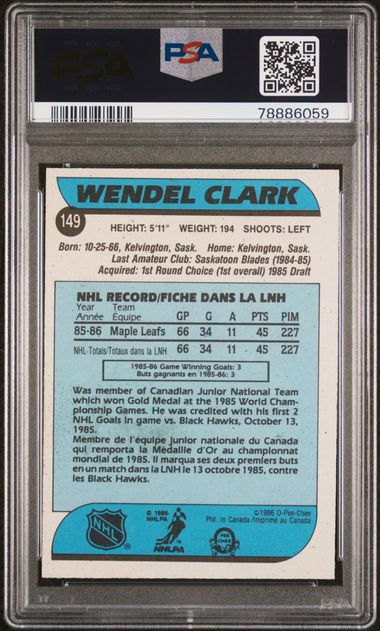 PSA
PSA
78886059
WENDEL CLARK
149
HEIGHT: 5'11" WEIGHT: 194 SHOOTS: LEFT
Born: 10-25-66, Kelvington, Sask. Home: Kelvington, Sask.
Last Amateur Club: Saskatoon Blades (1984-85)
Acquired: 1st Round Choice (1st overall) 1985 Draft
NHL RECORD/FICHE DANS LA LNH
Year Team
Année Équipe GP G A PTS PIM
85-86 Maple Leafs 66 34 11 45 227
NHL-Totals/Totaux dans la LNH 66 34 11 45 227
1985-86 Game Winning Goals: 3
Buts gagnants en 1985-86: 3
Was member of Canadian Junior National Team
which won Gold Medal at the 1985 World Cham-
pionship Games. He was credited with his first 2
NHL Goals in game vs. Black Hawks, October 13,
1985.
Membre de l'équipe junior nationale du Canada
qui remporta la Médaille d'Or au championnat
mondial de 1985. Il marqua ses deux premiers buts
en un match dans la LNH le 13 octobre 1985, contre
les Black Hawks.
NHL
© 1986
NHLPA
NHLPA
O PEE CHEE
©1986 O-Pee-Chee
Ptd. in Canada/Imprimé au Canada